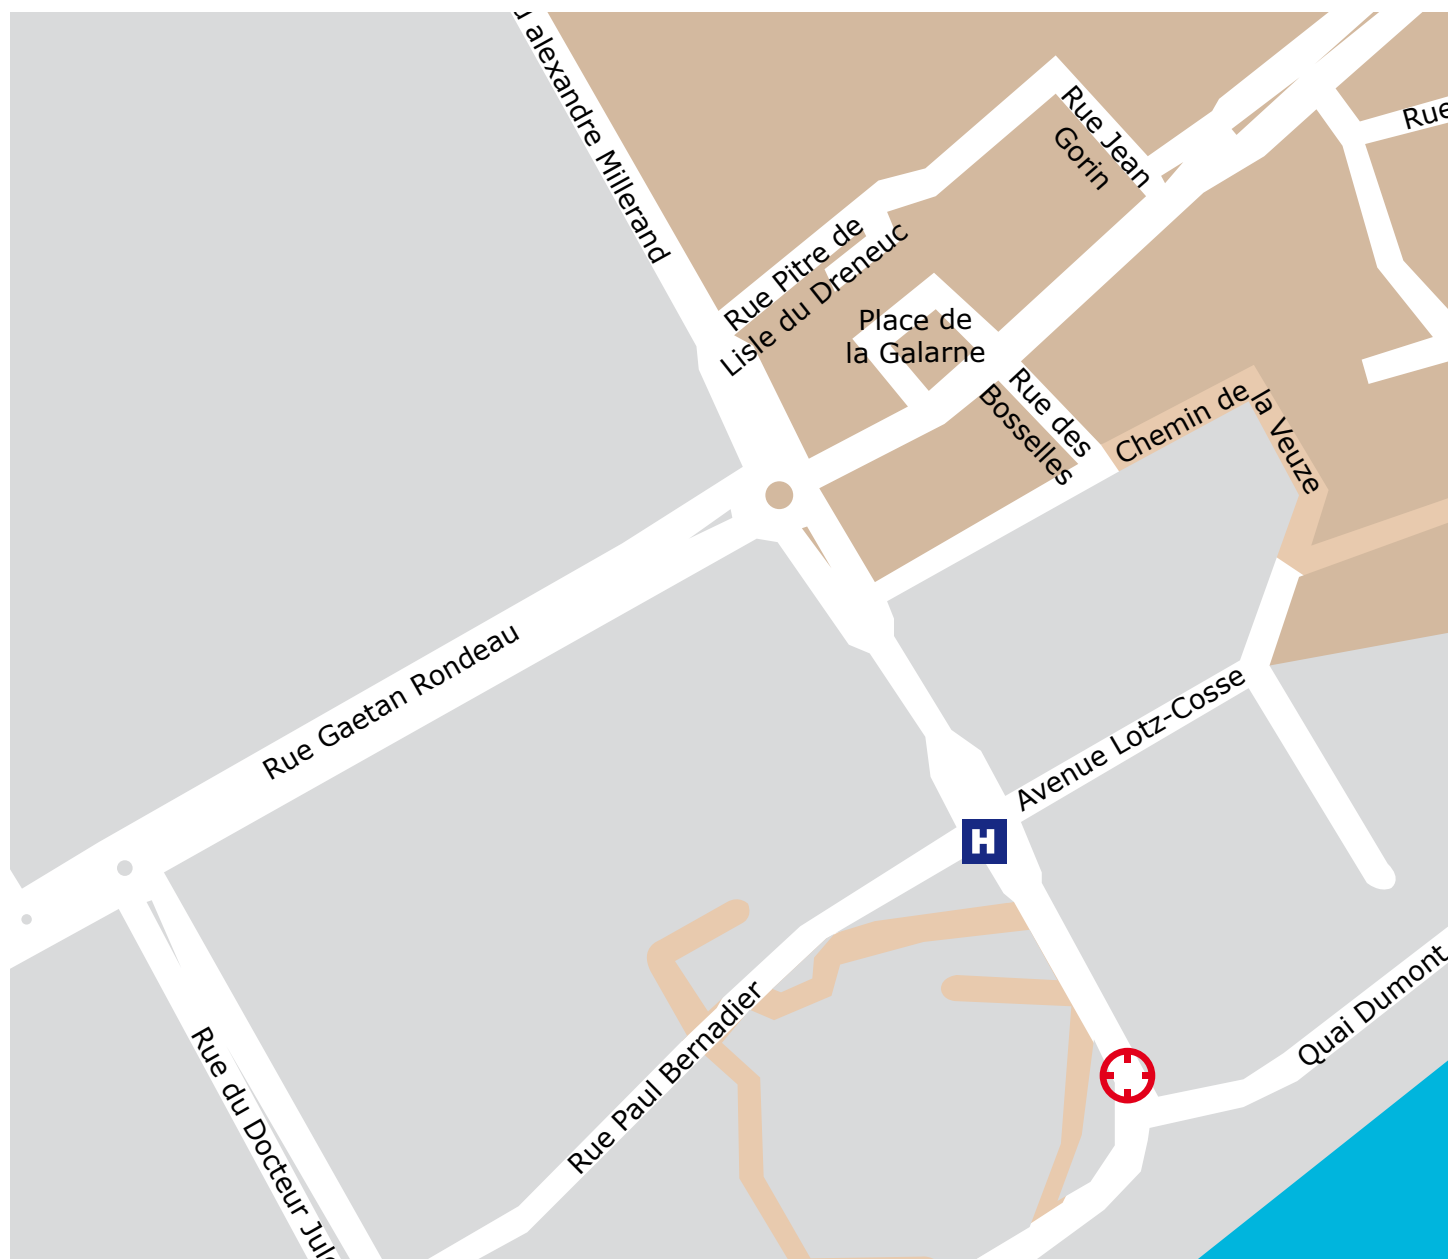 alexandre Millerand
Rue Jean
Gorin
Rue
Rue Pitre de
Lisle du Dreneuc
Place de
la Galarne
Rue des
Bosselles
Chemin de
la Veuze
Rue Gaetan Rondeau
Avenue Lotz-Cosse
H
Quai Dumont
Rue Paul Bernadier
Rue du Docteur Jule